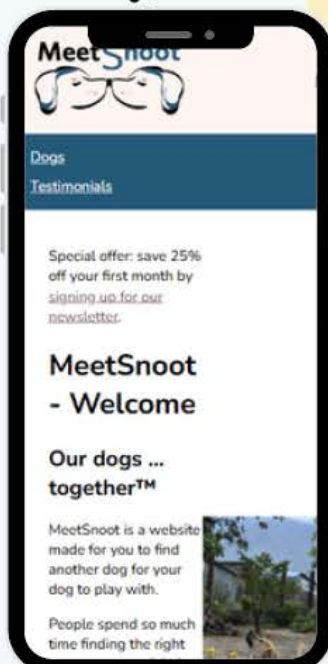 MeetSnoot
Dogs
Testimonials
Special offer: save 25%
off your first month by
signing up for our
newsletter.
MeetSnoot
- Welcome
Our dogs ...
together™
MeetSnoot is a website
made for you to find
another dog for your
dog to play with.
People spend so much
time finding the right